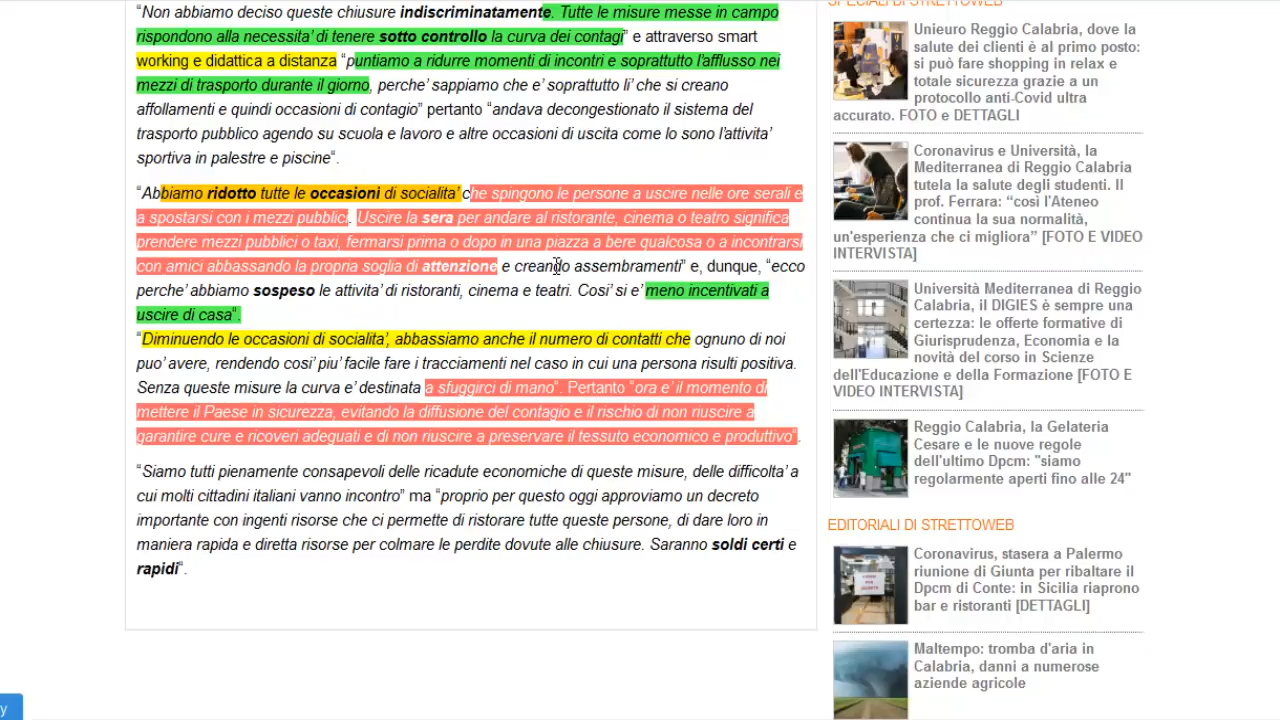 “Non abbiamo deciso queste chiusure indiscriminatamente. Tutte le misure messe in campo
rispondono alla necessita’ di tenere sotto controllo la curva dei contagi” e attraverso smart
working e didattica a distanza “puntiamo a ridurre momenti di incontri e soprattutto l’afflusso nei
mezzi di trasporto durante il giorno, perche’ sappiamo che e’ soprattutto li’ che si creano
affollamenti e quindi occasioni di contagio” pertanto “andava decongestionato il sistema del
trasporto pubblico agendo su scuola e lavoro e altre occasioni di uscita come lo sono l’attivita’
sportiva in palestre e piscine“.
“Abbiamo ridotto tutte le occasioni di socialita’ che spingono le persone a uscire nelle ore serali e
a spostarsi con i mezzi pubblici. Uscire la sera per andare al ristorante, cinema o teatro significa
prendere mezzi pubblici o taxi, fermarsi prima o dopo in una piazza a bere qualcosa o a incontrarsi
con amici abbassando la propria soglia di attenzione e creando assembramenti” e, dunque, “ecco
perche’ abbiamo sospeso le attivita’ di ristoranti, cinema e teatri. Cosi’ si e’ meno incentivati a
uscire di casa“.
“Diminuendo le occasioni di socialita’, abbassiamo anche il numero di contatti che ognuno di noi
puo’ avere, rendendo cosi’ piu’ facile fare i tracciamenti nel caso in cui una persona risulti positiva.
Senza queste misure la curva e’ destinata a sfuggirci di mano“. Pertanto “ora e’ il momento di
mettere il Paese in sicurezza, evitando la diffusione del contagio e il rischio di non riuscire a
garantire cure e ricoveri adeguati e di non riuscire a preservare il tessuto economico e produttivo“.
“Siamo tutti pienamente consapevoli delle ricadute economiche di queste misure, delle difficolta’ a
cui molti cittadini italiani vanno incontro” ma “proprio per questo oggi approviamo un decreto
importante con ingenti risorse che ci permette di ristorare tutte queste persone, di dare loro in
maniera rapida e diretta risorse per colmare le perdite dovute alle chiusure. Saranno soldi certi e
rapidi“.
SPECIALI DI STRETTOWEB
Unieuro Reggio Calabria, dove la
salute dei clienti è al primo posto:
si può fare shopping in relax e
totale sicurezza grazie a un
protocollo anti-Covid ultra
accurato. FOTO e DETTAGLI
Coronavirus e Università, la
Mediterranea di Reggio Calabria
tutela la salute degli studenti. Il
prof. Ferrara: “così l'Ateneo
continua la sua normalità,
un'esperienza che ci migliora” [FOTO E VIDEO
INTERVISTA]
Università Mediterranea di Reggio
Calabria, il DIGIES è sempre una
certezza: le offerte formative di
Giurisprudenza, Economia e la
novità del corso in Scienze
dell'Educazione e della Formazione [FOTO E
VIDEO INTERVISTA]
Reggio Calabria, la Gelateria
Cesare e le nuove regole
dell'ultimo Dpcm: "siamo
regolarmente aperti fino alle 24"
EDITORIALI DI STRETTOWEB
Coronavirus, stasera a Palermo
riunione di Giunta per ribaltare il
Dpcm di Conte: in Sicilia riaprono
bar e ristoranti [DETTAGLI]
Maltempo: tromba d'aria in
Calabria, danni a numerose
aziende agricole
y